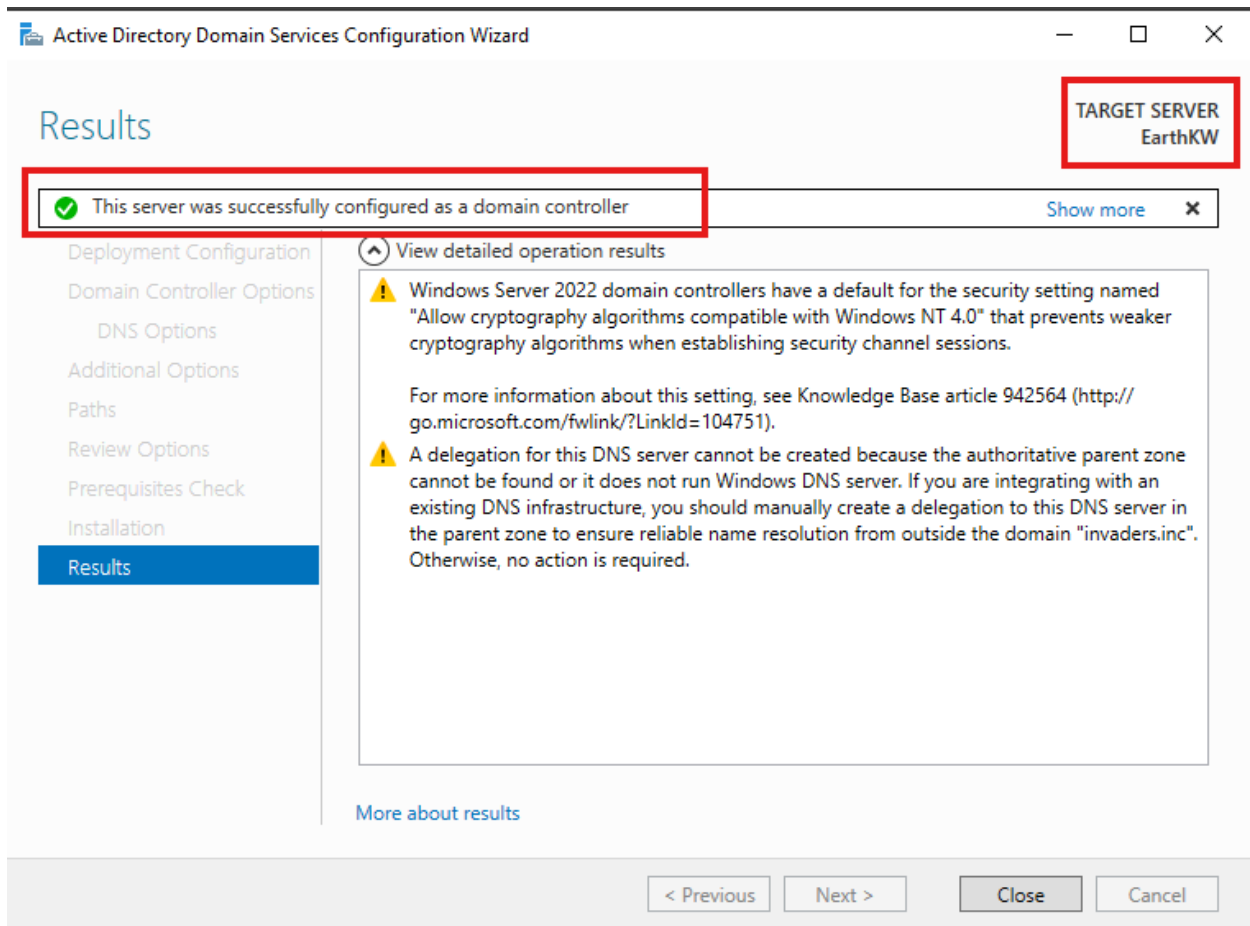 Active Directory Domain Services Configuration Wizard
Results
TARGET SERVER
EarthKW
This server was successfully configured as a domain controller
Show more
Deployment Configuration
Domain Controller Options
DNS Options
Additional Options
Paths
Review Options
Prerequisites Check
Installation
Results
View detailed operation results
Windows Server 2022 domain controllers have a default for the security setting named
"Allow cryptography algorithms compatible with Windows NT 4.0" that prevents weaker
cryptography algorithms when establishing security channel sessions.
For more information about this setting, see Knowledge Base article 942564 (http://
go.microsoft.com/fwlink/?LinkId=104751).
A delegation for this DNS server cannot be created because the authoritative parent zone
cannot be found or it does not run Windows DNS server. If you are integrating with an
existing DNS infrastructure, you should manually create a delegation to this DNS server in
the parent zone to ensure reliable name resolution from outside the domain "invaders.inc".
Otherwise, no action is required.
More about results
< Previous
Next >
Close
Cancel